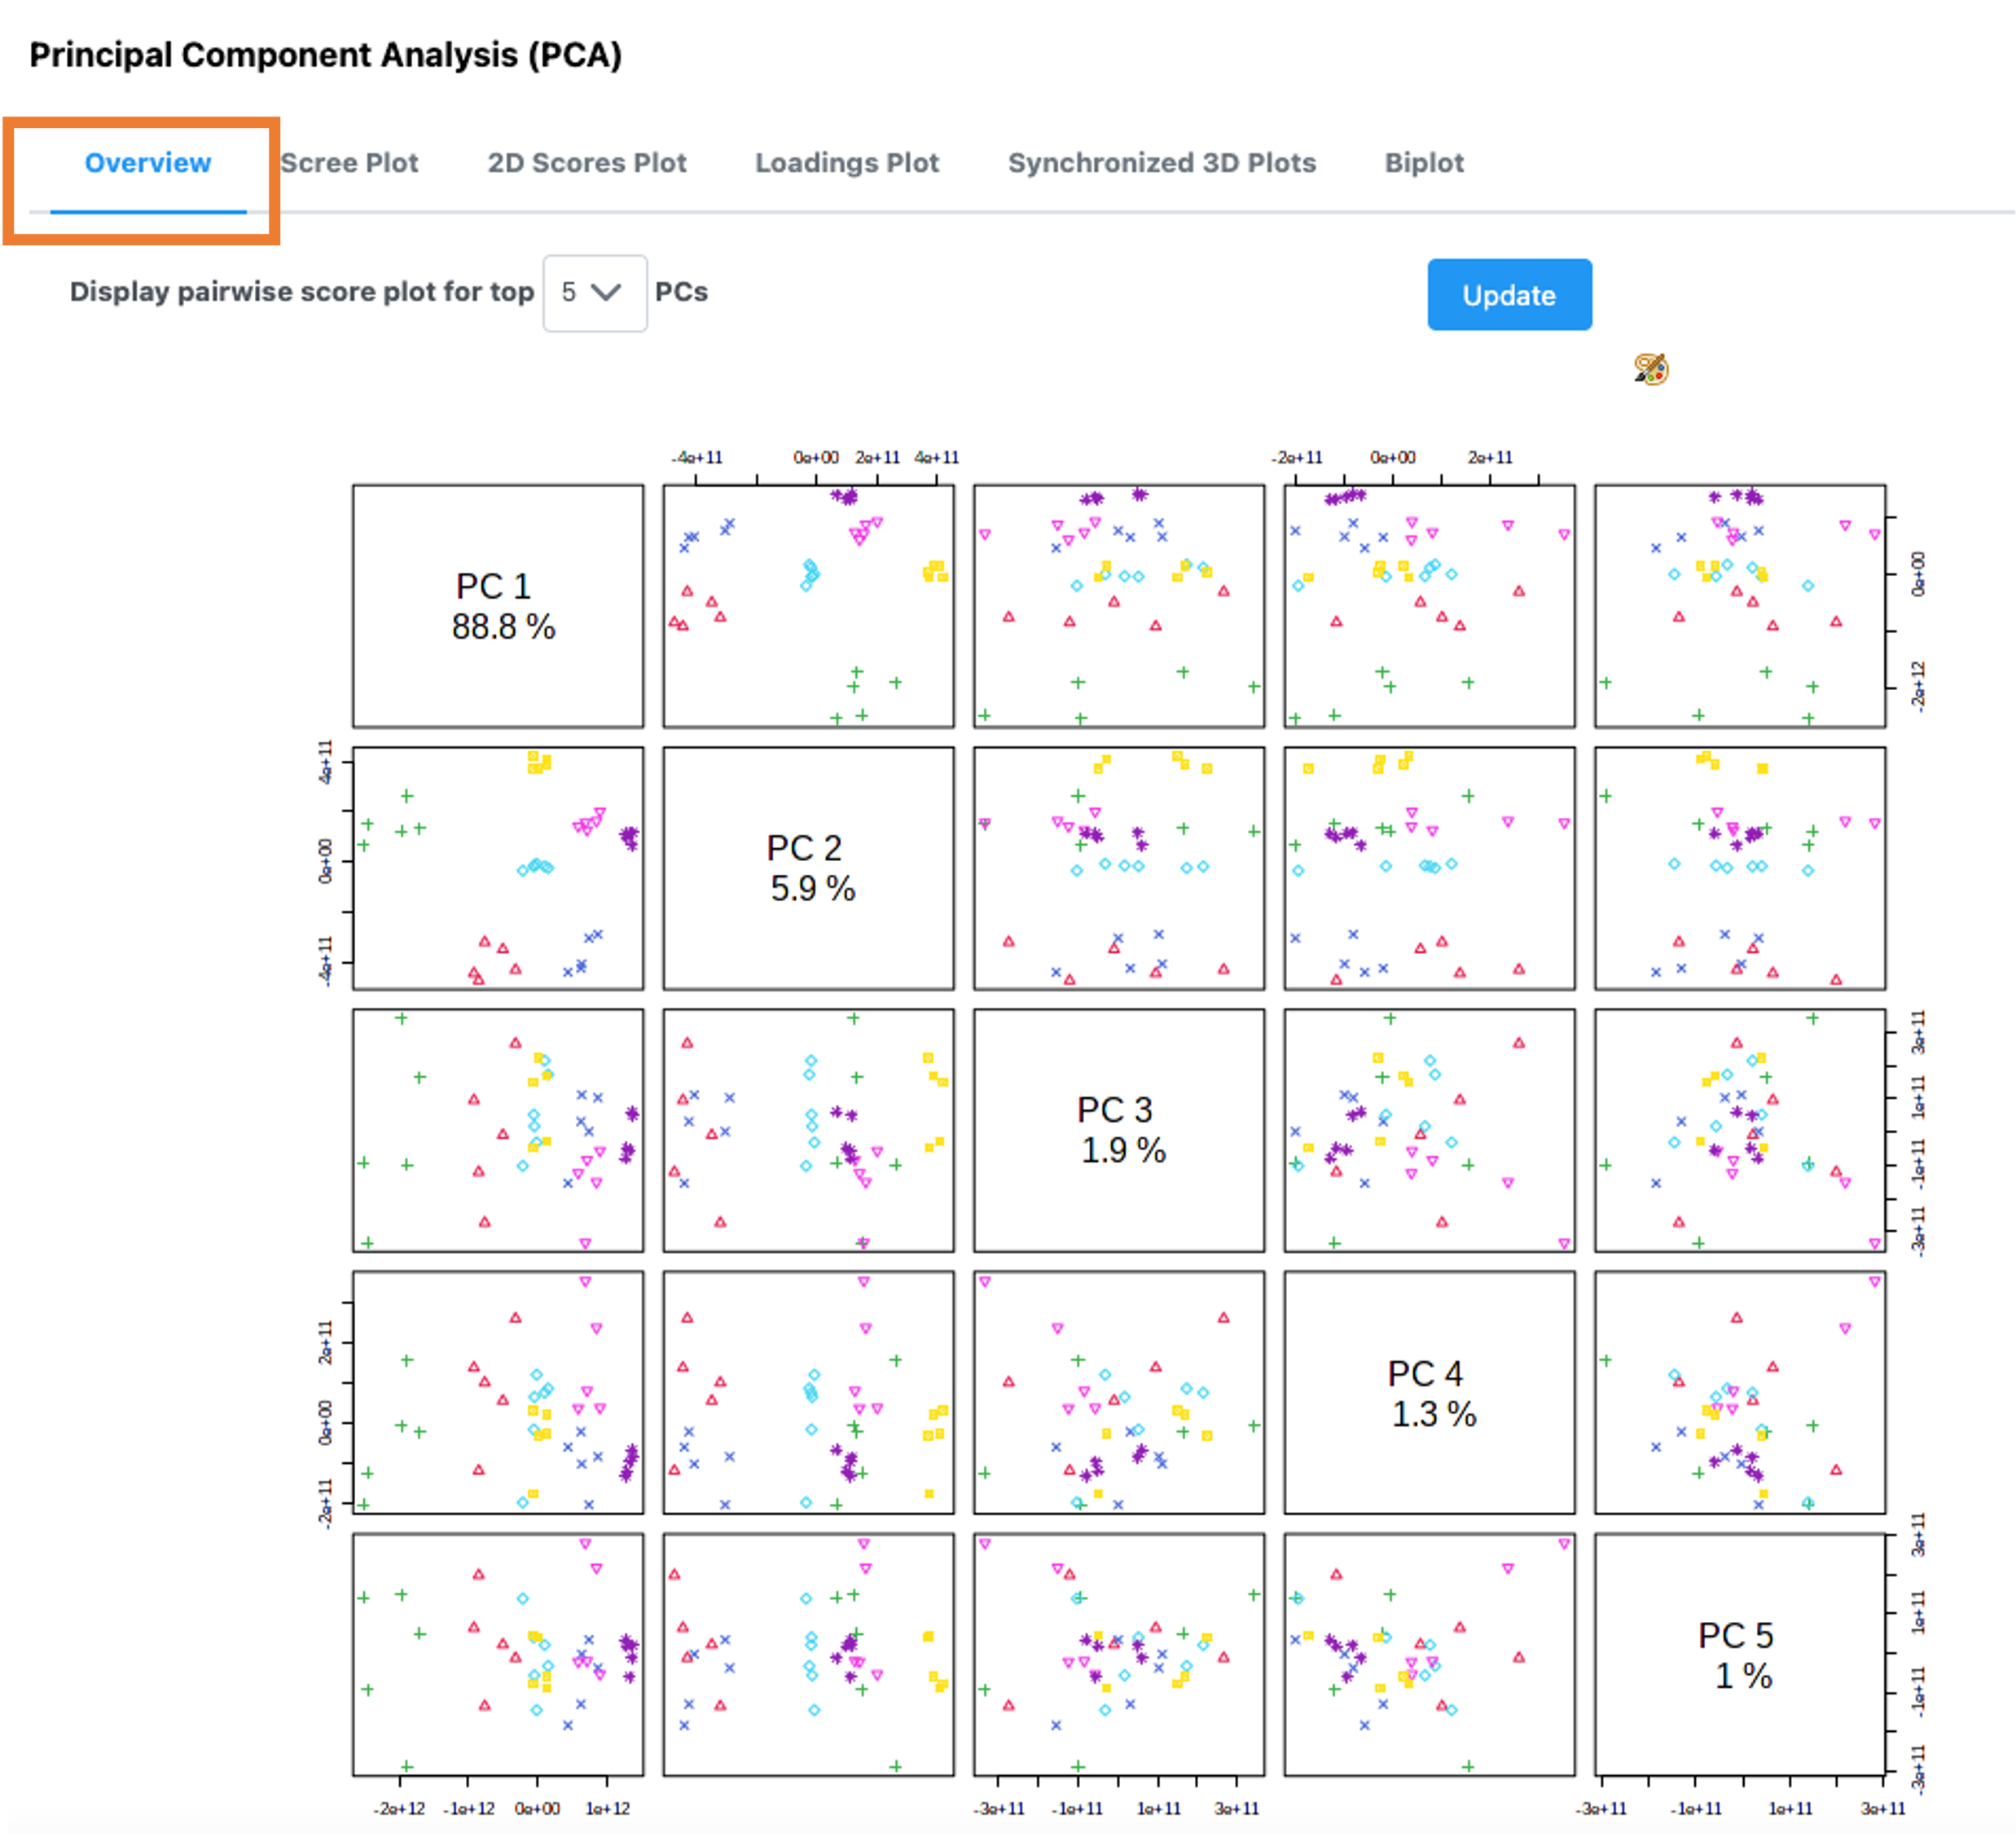 Principal Component Analysis (PCA)
Overview Scree Plot 2D Scores Plot Loadings Plot Synchronized 3D Plots Biplot
Display pairwise score plot for top 5 PCs Update
-4e+11 0e+00 2e+11 4e+11 -2e+11 0e+00 2e+11
PC 1
88.8 %
0e+00
-2e+12
4e+11
0e+00
-4e+11
PC 2
5.9 %
PC 3
1.9 %
3e+11
1e+11
-1e+11
-3e+11
2e+11
0e+00
-2e+11
PC 4
1.3 %
PC 5
1 %
3e+11
1e+11
-1e+11
-3e+11
-2e+12 -1e+12 0e+00 1e+12 -3e+11 -1e+11 1e+11 3e+11 -3e+11 -1e+11 1e+11 3e+11